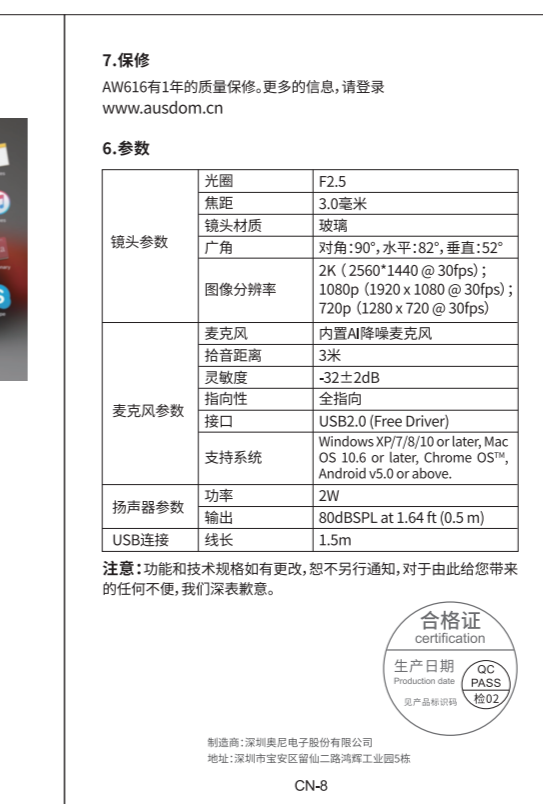 7.保修
AW616有1年的质量保修。更多的信息,请登录
www.ausdom.cn
6.参数
镜头参数
光圈 F2.5
焦距 3.0毫米
镜头材质 玻璃
广角 对角:90°,水平:82°,垂直:52°
图像分辨率
2K(2560*1440 @ 30fps);
1080p(1920 x 1080 @ 30fps);
720p(1280 x 720 @ 30fps)
麦克风参数
麦克风 内置AI降噪麦克风
拾音距离 3米
灵敏度 -32±2dB
指向性 全指向
接口 USB2.0 (Free Driver)
支持系统
Windows XP/7/8/10 or later, Mac
OS 10.6 or later, Chrome OS™,
Android v5.0 or above.
扬声器参数
功率 2W
输出 80dBSPL at 1.64 ft (0.5 m)
USB连接 线长 1.5m
注意:功能和技术规格如有更改,恕不另行通知,对于由此给您带来
的任何不便,我们深表歉意。
合格证
certification
生产日期
Production date
见产品标识码
QC
PASS
检02
制造商:深圳奥尼电子股份有限公司
地址:深圳市宝安区留仙二路鸿辉工业园5栋
CN-8